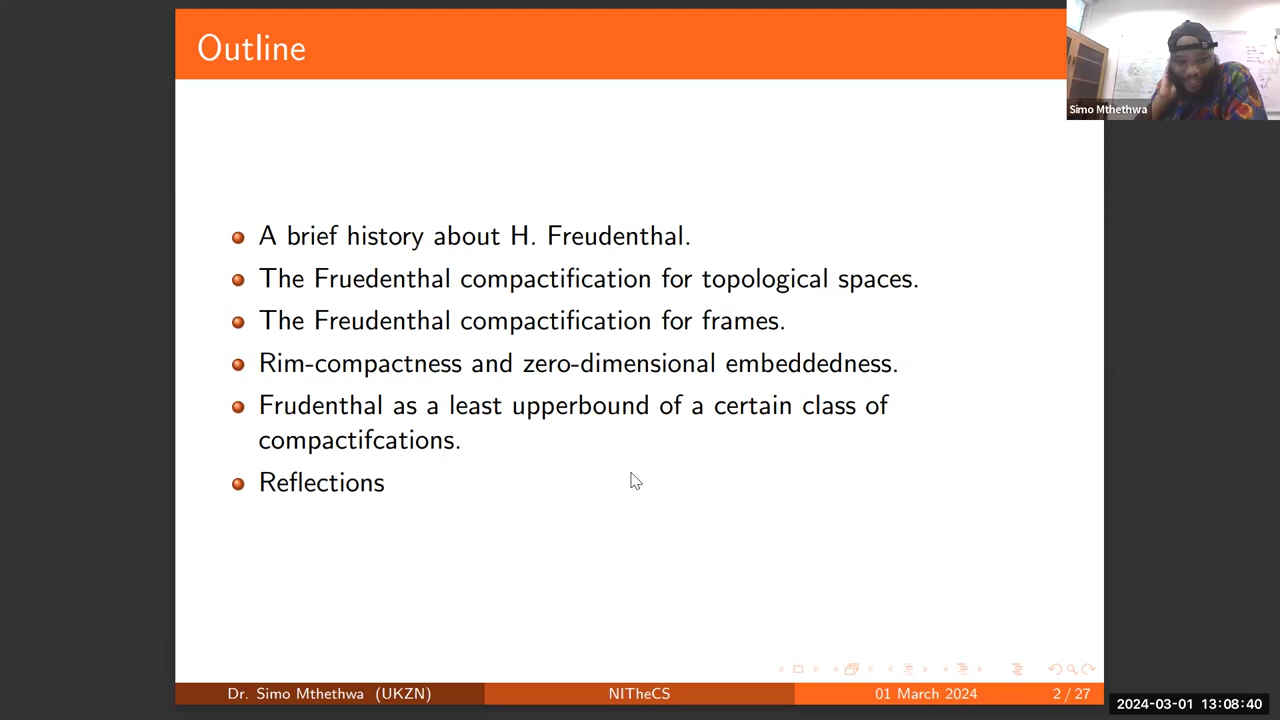 Outline
Simo Mthethwa
A brief history about H. Freudenthal.
The Fruedenthal compactification for topological spaces.
The Freudenthal compactification for frames.
Rim-compactness and zero-dimensional embeddedness.
Frudenthal as a least upperbound of a certain class of
compactifcations.
Reflections
Dr. Simo Mthethwa (UKZN) NITheCS 01 March 2024 2 / 27
2024-03-01 13:08:40